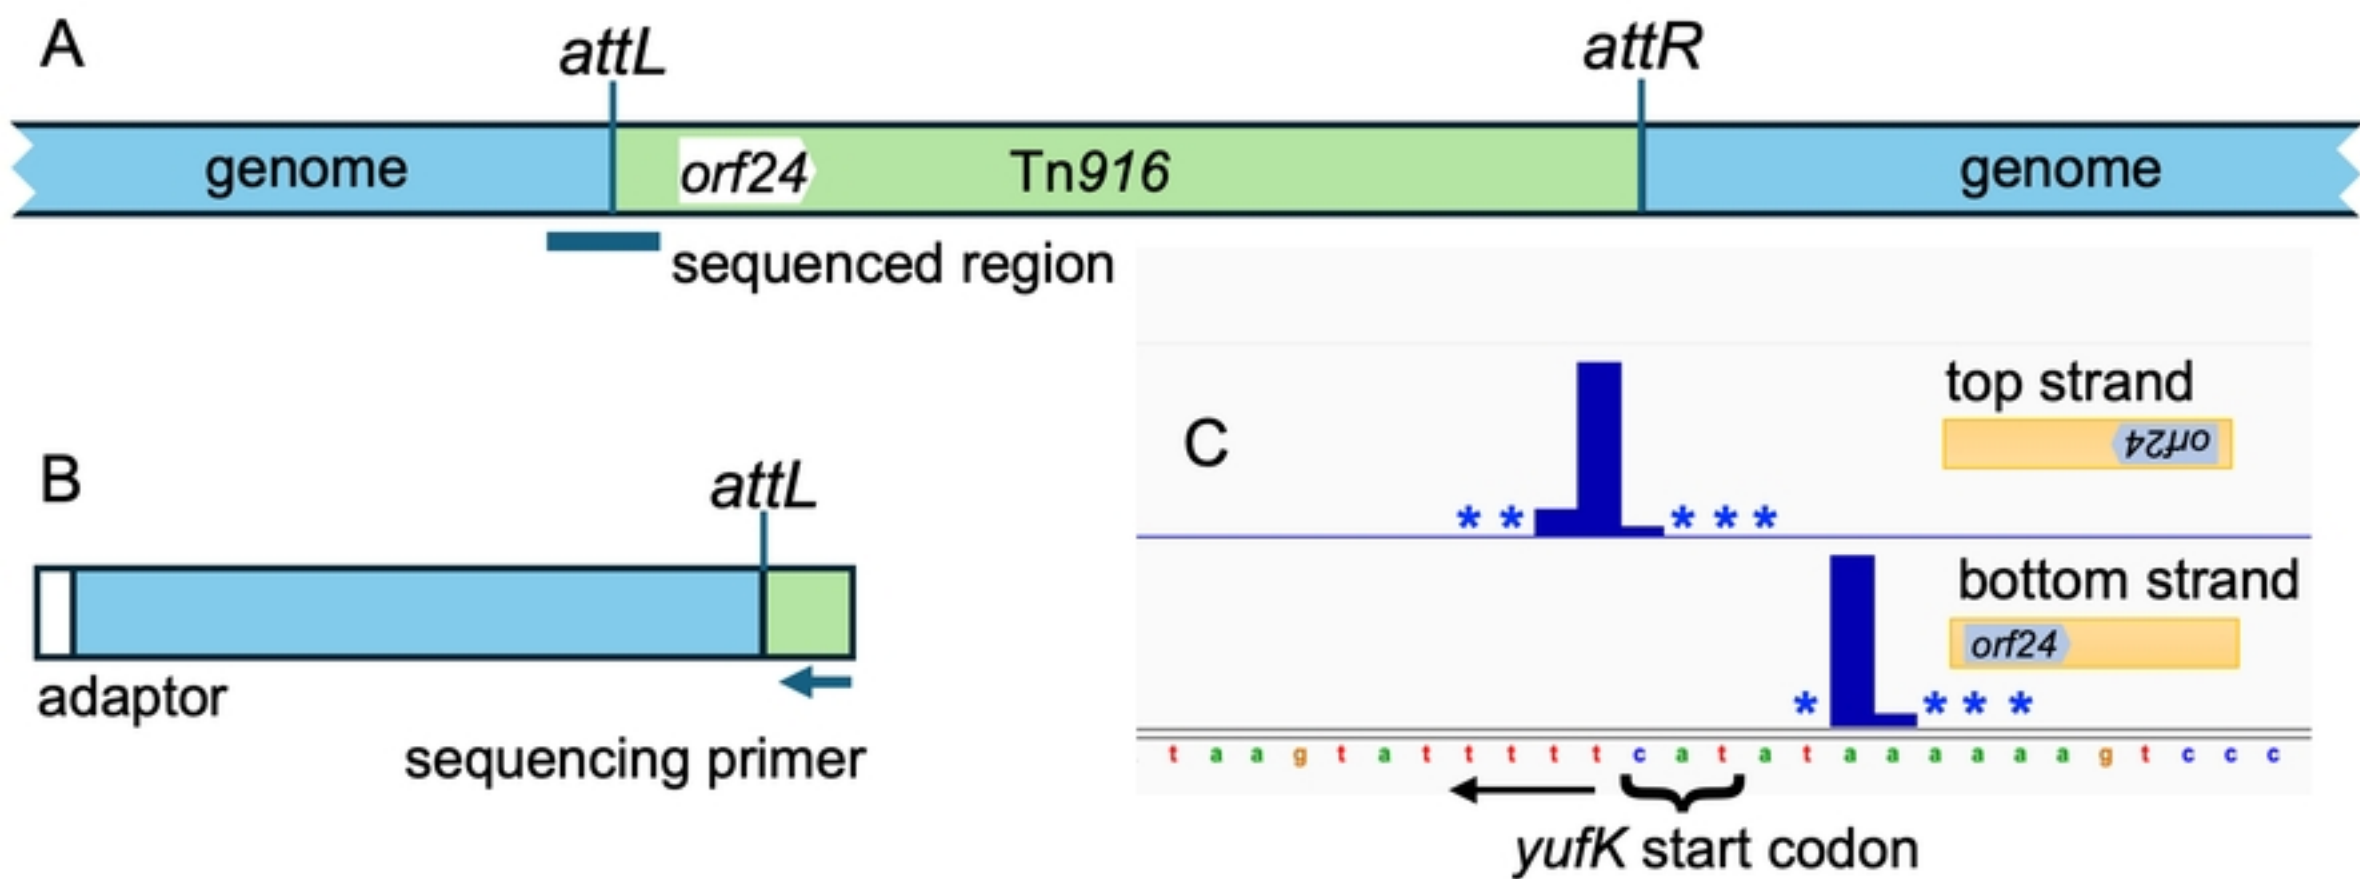 A
attL
attR
genome
orf24
Tn916
genome
sequenced region
B
attL
adaptor
sequencing primer
C
top strand
orf24
* * * * *
bottom strand
orf24
* * * *
t a a g t a t t t t t c a t a t a a a a a a g t c c c
yufK start codon